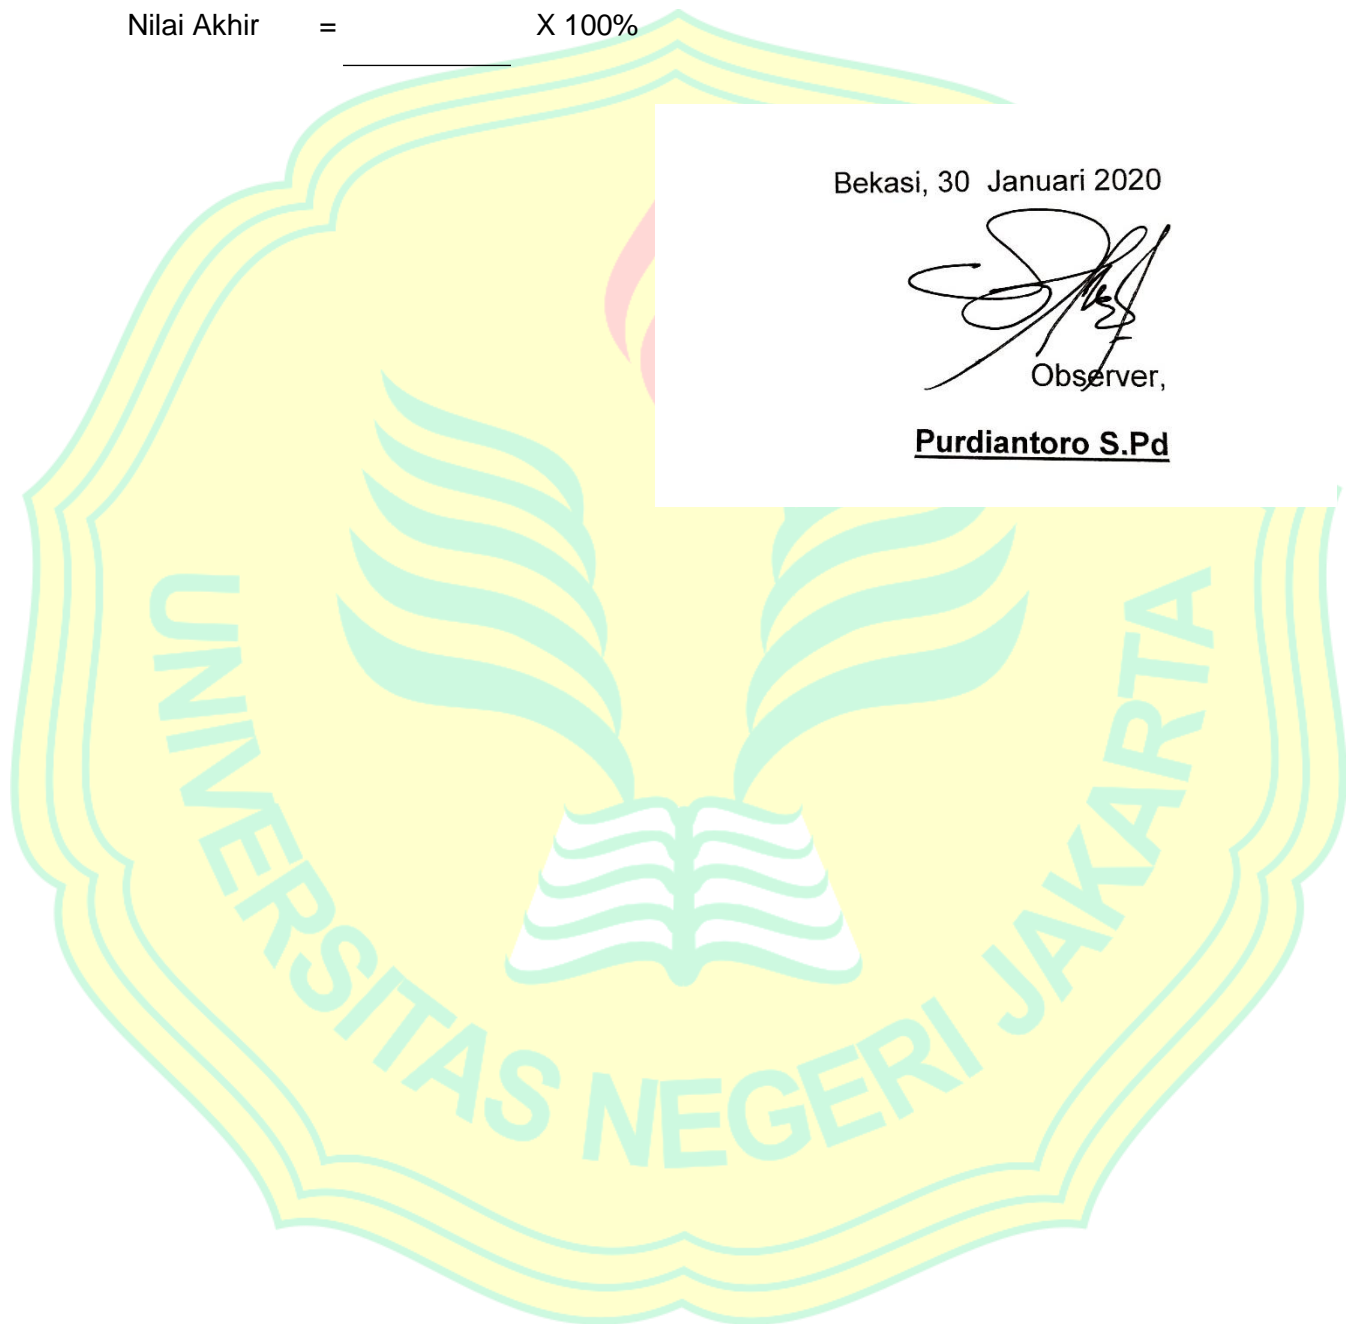 Nilai Akhir = X 100%
Bekasi, 30 Januari 2020
Observer,
Purdiantoro S.Pd
UNIVERSITAS NEGERI JAKARTA